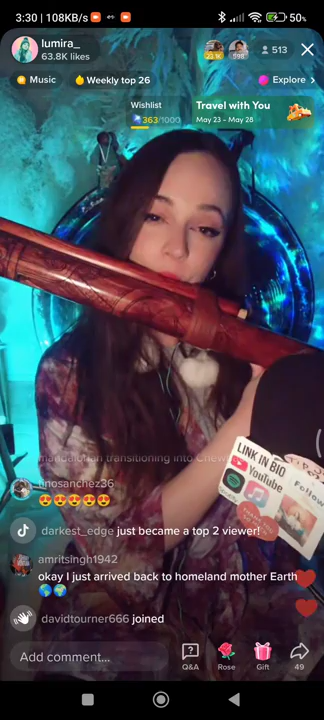 3:30 | 108KB/s
50%
lumira_
63.8K likes
513
598
Music
Weekly top 26
Explore >
Wishlist
363/1000
Travel with You
May 23 - May 28
mandalorian transitioning into Chew
LINK IN BIO
YouTube
Follow
ninosanchez36
😍😍😍😍😍
darkest_edge just became a top 2 viewer!
amritsingh1942
okay I just arrived back to homeland mother Earth
🌎🌍
davidtourner666 joined
Add comment...
Q&A
Rose
Gift
49